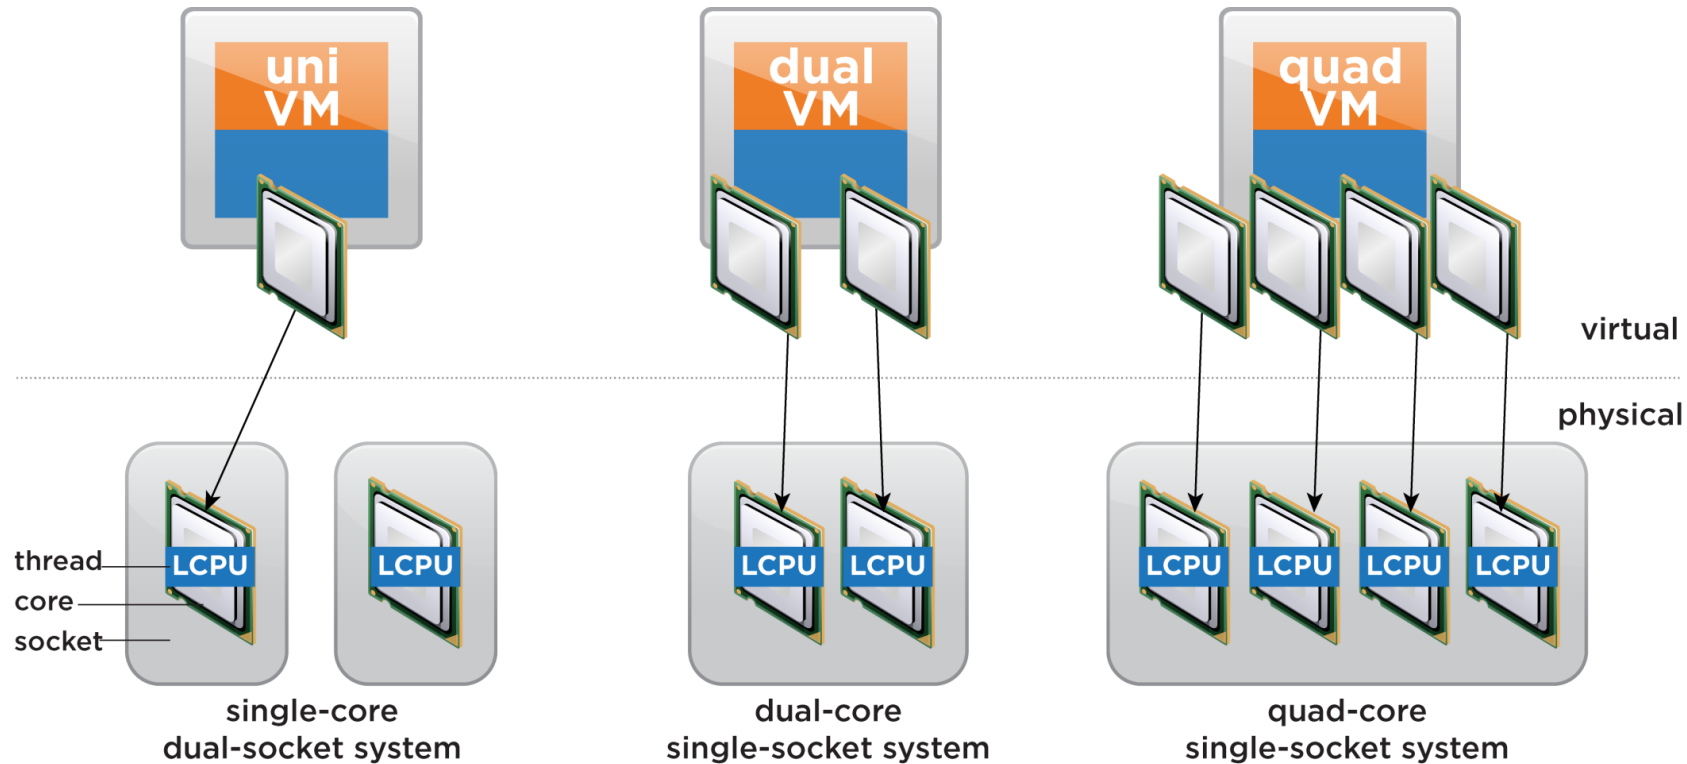 uni
VM
dual
VM
quad
VM
virtual
physical
thread
core
socket
LCPU
LCPU
LCPU
LCPU
LCPU
LCPU
LCPU
LCPU
single-core
dual-socket system
dual-core
single-socket system
quad-core
single-socket system